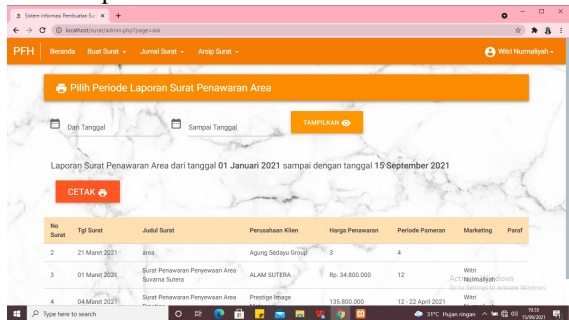 Sistem Informasi Pembuatan Sur
localhost/surat/admin.php?page=ask
PFH Beranda Buat Surat Jurnal Surat Arsip Surat Witri Nurmaliyah
Pilih Periode Laporan Surat Penawaran Area
Dari Tanggal Sampai Tanggal TAMPILKAN
Laporan Surat Penawaran Area dari tanggal 01 Januari 2021 sampai dengan tanggal 15 September 2021
CETAK
No Surat Tgl Surat Judul Surat Perusahaan Klien Harga Penawaran Periode Pameran Marketing Paraf
2 21 Maret 2021 area Agung Sedayu Group 3 4
3 01 Maret 2021 Surat Penawaran Penyewaan Area Suvarna Sutera ALAM SUTERA Rp. 34.800.000 12 Witri Nurmaliyah
Activate Windows
Go to Settings to activate Windows.
4 04 Maret 2021 Surat Penawaran Penyewaan Area Prestige Image 135.800.000 12 - 22 April 2021 Witri
Type here to search 31°C Hujan ringan 19.55
15/09/2021